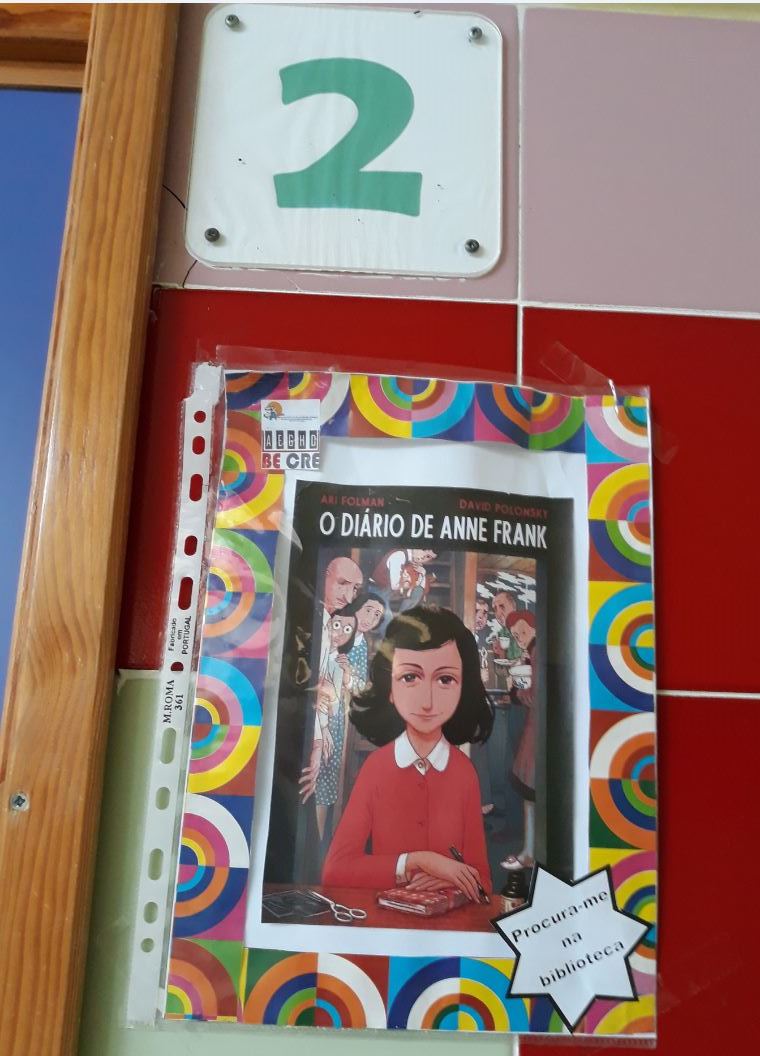 2
AEGHD
BE CRE
ARI FOLMAN DAVID POLONSKY
O DIÁRIO DE ANNE FRANK
Fabricado
em
PORTUGAL
M.ROMA
361
Procura-me
na
biblioteca